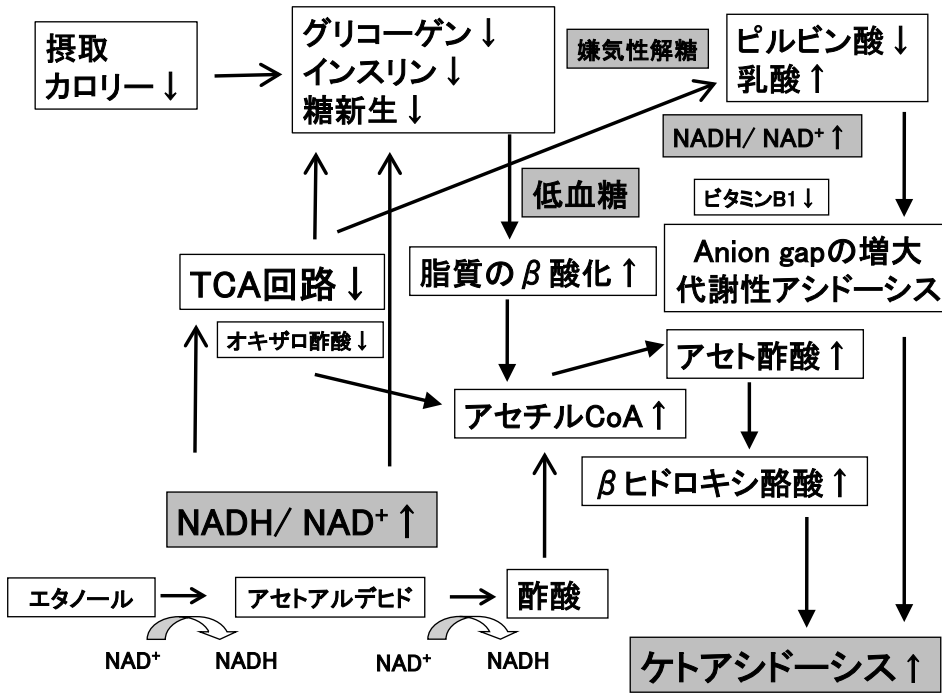 摂取
カロリー↓
グリコーゲン↓
インスリン↓
糖新生↓
嫌気性解糖
ピルビン酸↓
乳酸↑
NADH/ NAD⁺↑
低血糖
ビタミンB1↓
Anion gapの増大
代謝性アシドーシス
TCA回路↓
脂質のβ酸化↑
オキザロ酢酸↓
アセト酢酸↑
アセチルCoA↑
βヒドロキシ酪酸↑
NADH/ NAD⁺↑
エタノール
アセトアルデヒド
酢酸
NAD⁺
NADH
NAD⁺
NADH
ケトアシドーシス↑